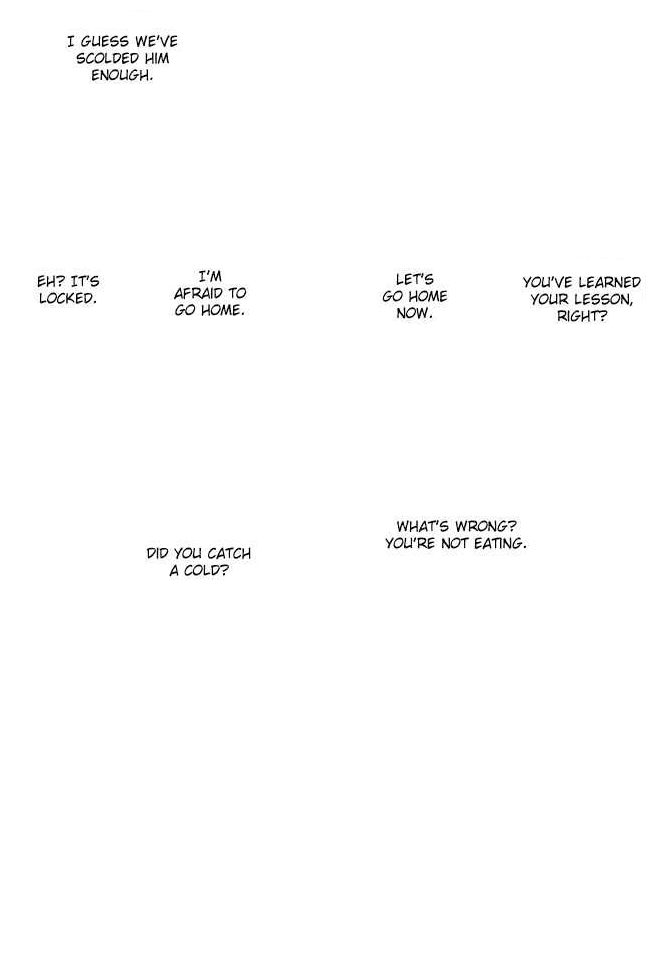 I GUESS WE'VE
SCOLDED HIM
ENOUGH.
YOU'VE LEARNED
YOUR LESSON,
RIGHT?
LET'S
GO HOME
NOW.
I'M
AFRAID TO
GO HOME.
EH? IT'S
LOCKED.
WHAT'S WRONG?
YOU'RE NOT EATING.
DID YOU CATCH
A COLD?